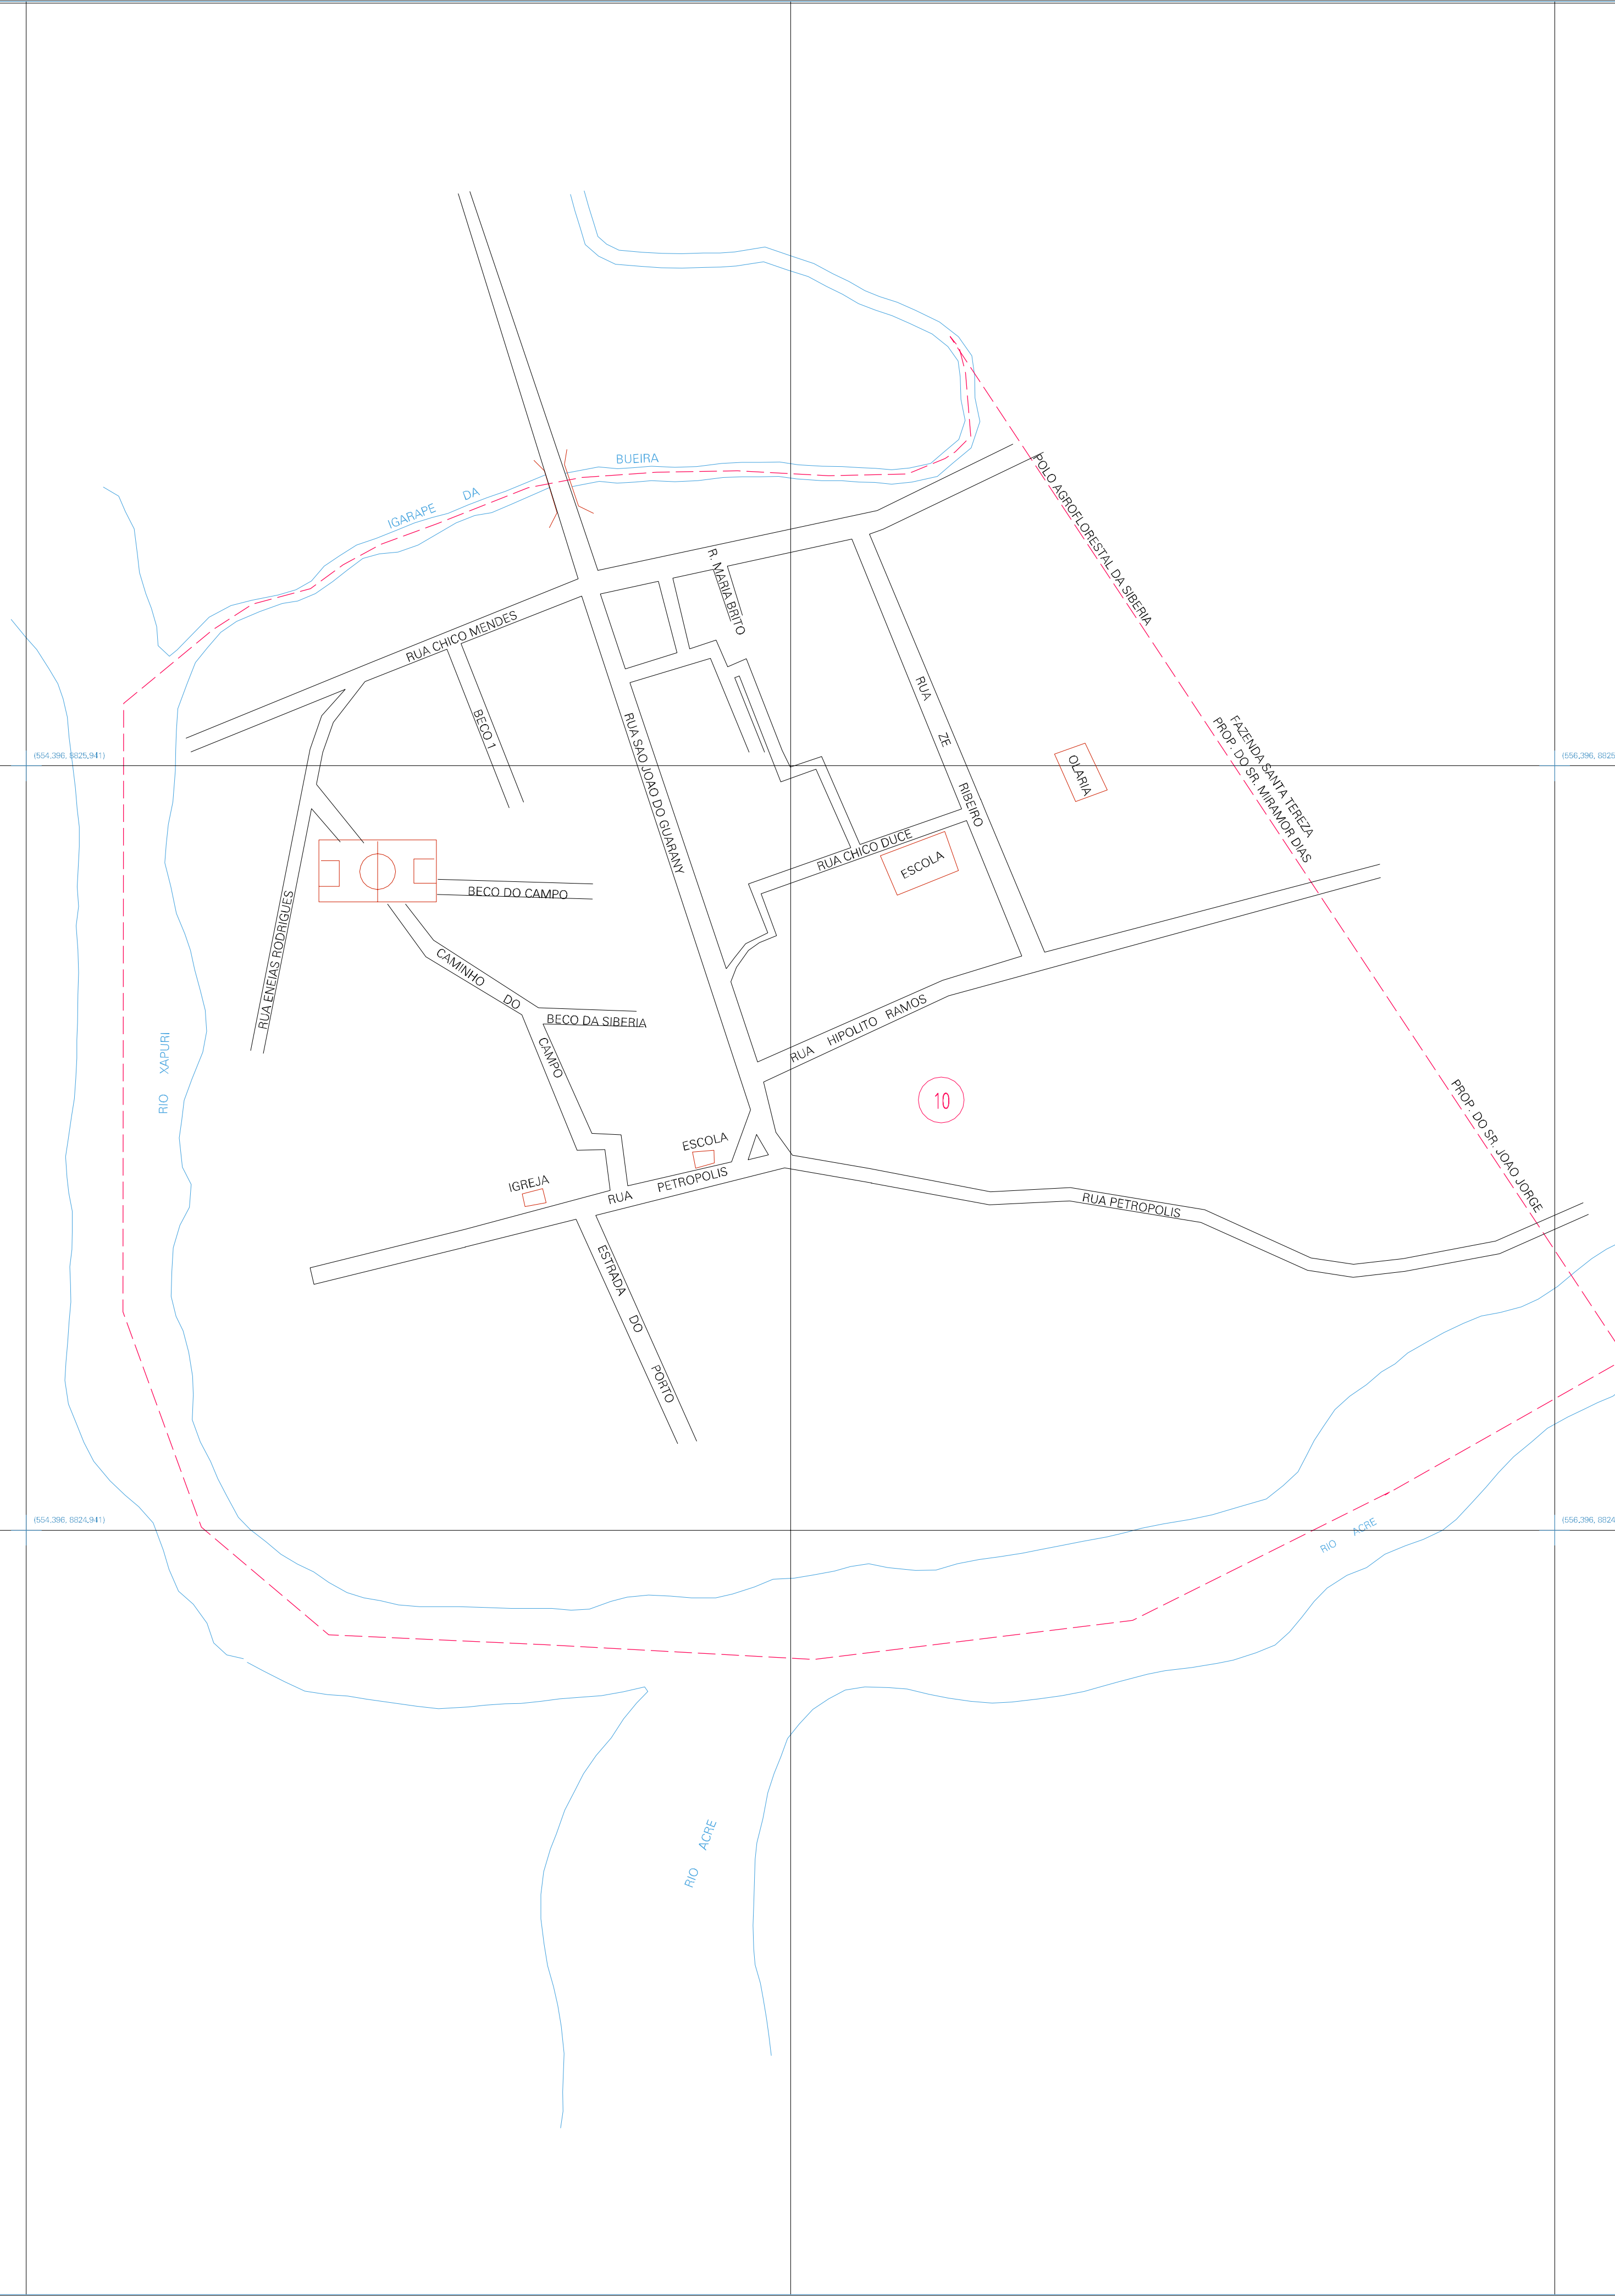 BUEIRA
IGARAPE DA
POLO AGROFLORESTAL DA SIBERIA
R. MARIA BRITO
RUA CHICO MENDES
BECO 1
RUA SAO JOAO DO GUARANY
RUA ZE RIBEIRO
OLARIA
FAZENDA SANTA TEREZA
PROP. DO SR. MIRAMOR DIAS
(554,396, 8825,941)
(556,396, 8825
RUA CHICO DUCE
ESCOLA
BECO DO CAMPO
RUA ENEIAS RODRIGUES
CAMINHO DO CAMPO
BECO DA SIBERIA
RUA HIPOLITO RAMOS
RIO XAPURI
10
PROP. DO SR. JOAO JORGE
ESCOLA
IGREJA
RUA PETROPOLIS
RUA PETROPOLIS
ESTRADA DO PORTO
(554,396, 8824,941)
(556,396, 8824
RIO ACRE
RIO ACRE